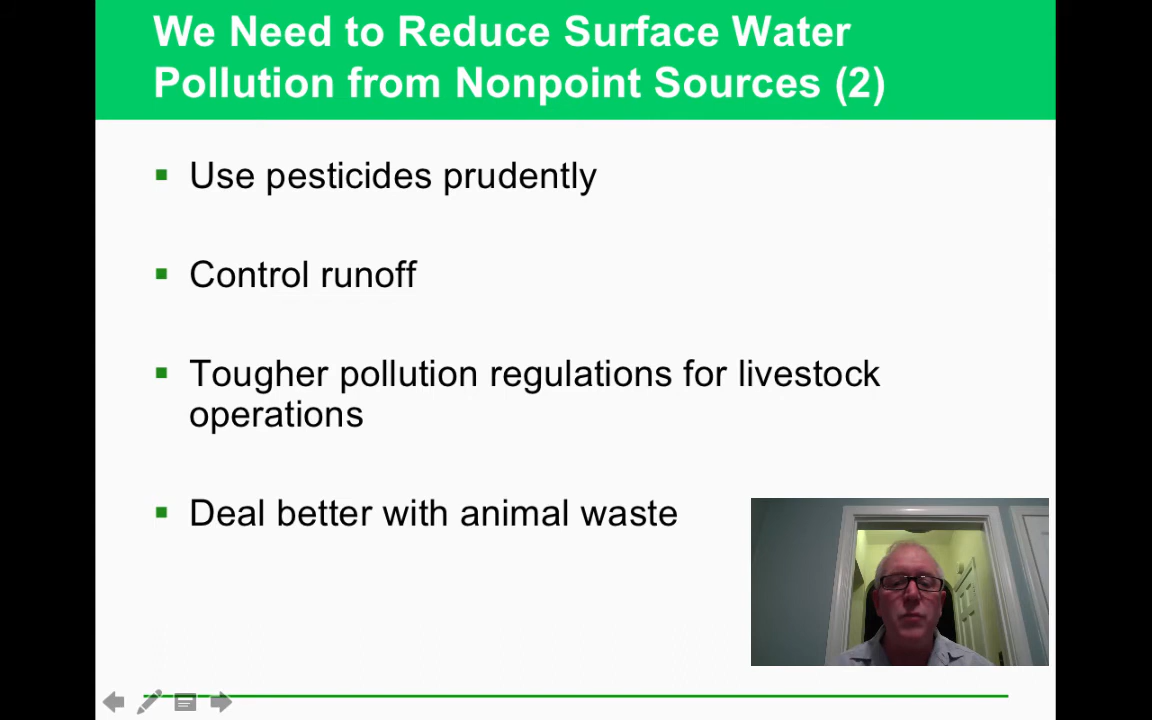 We Need to Reduce Surface Water
Pollution from Nonpoint Sources (2)
Use pesticides prudently
Control runoff
Tougher pollution regulations for livestock
operations
Deal better with animal waste